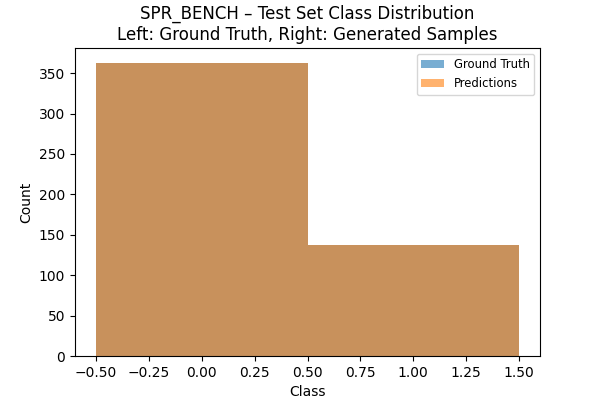 SPR_BENCH – Test Set Class Distribution
Left: Ground Truth, Right: Generated Samples
Ground Truth
Predictions
350
300
250
200
150
100
50
0
Count
−0.50 −0.25 0.00 0.25 0.50 0.75 1.00 1.25 1.50
Class